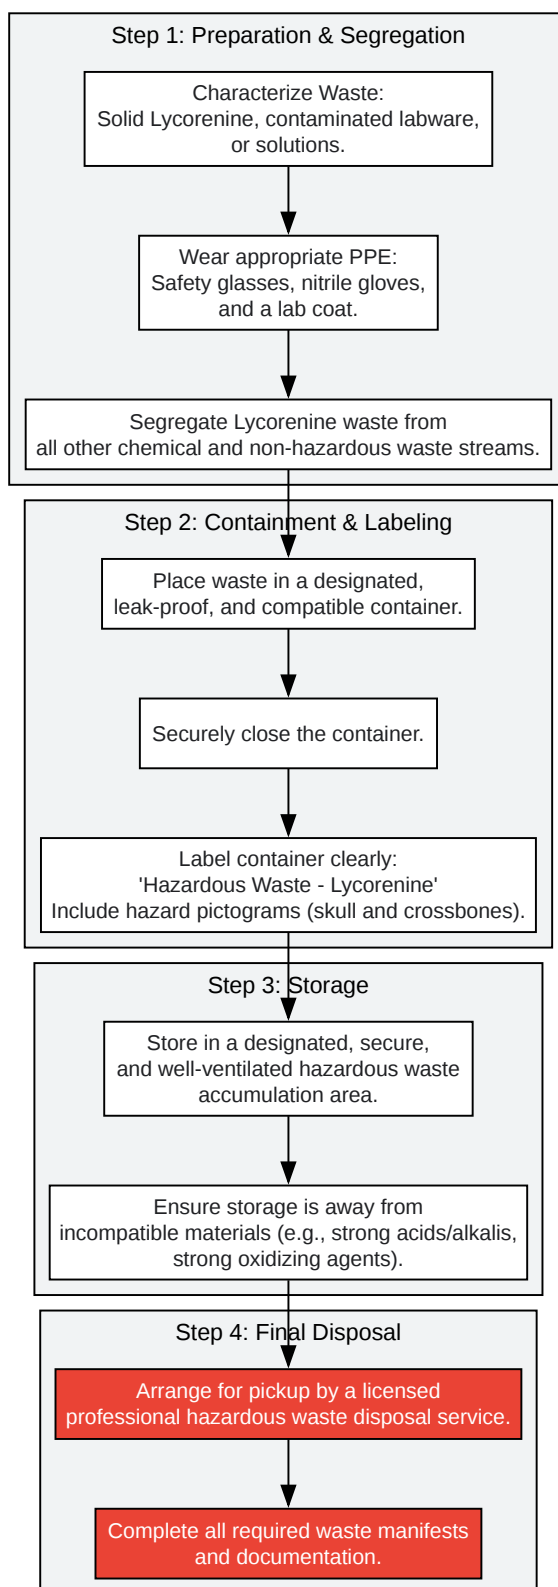 Step 1: Preparation & Segregation
Characterize Waste:
Solid Lycorenine, contaminated labware,
or solutions.
Wear appropriate PPE:
Safety glasses, nitrile gloves,
and a lab coat.
Segregate Lycorenine waste from
all other chemical and non-hazardous waste streams.
Step 2: Containment & Labeling
Place waste in a designated,
leak-proof, and compatible container.
Securely close the container.
Label container clearly:
'Hazardous Waste - Lycorenine'
Include hazard pictograms (skull and crossbones).
Step 3: Storage
Store in a designated, secure,
and well-ventilated hazardous waste
accumulation area.
Ensure storage is away from
incompatible materials (e.g., strong acids/alkalis,
strong oxidizing agents).
Step 4: Final Disposal
Arrange for pickup by a licensed
professional hazardous waste disposal service.
Complete all required waste manifests
and documentation.